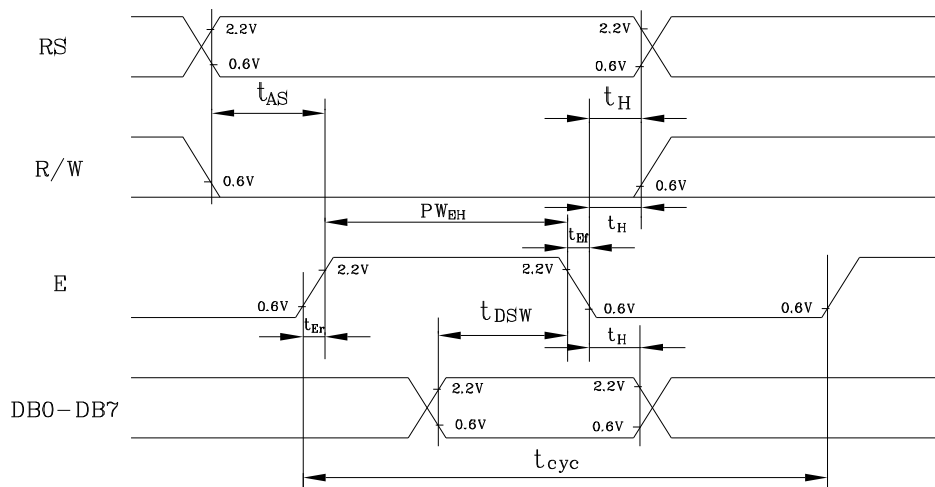 RS
2.2V
2.2V
0.6V
0.6V
tAS
tH
R/W
0.6V
0.6V
PWEH
tH
tEf
E
2.2V
2.2V
0.6V
0.6V
0.6V
tEr
tDSW
tH
DB0-DB7
2.2V
2.2V
0.6V
0.6V
tcyc